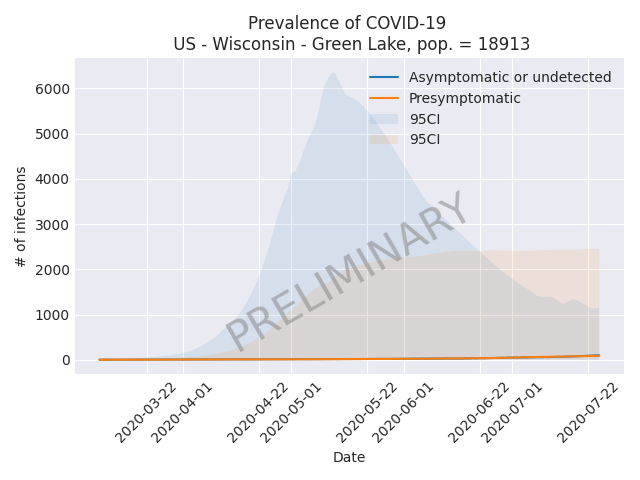 Prevalence of COVID-19
US - Wisconsin - Green Lake, pop. = 18913
Asymptomatic or undetected
Presymptomatic
95CI
95CI
# of infections
6000
5000
4000
3000
2000
1000
0
PRELIMINARY
2020-03-22
2020-04-01
2020-04-22
2020-05-01
2020-05-22
2020-06-01
2020-06-22
2020-07-01
2020-07-22
Date